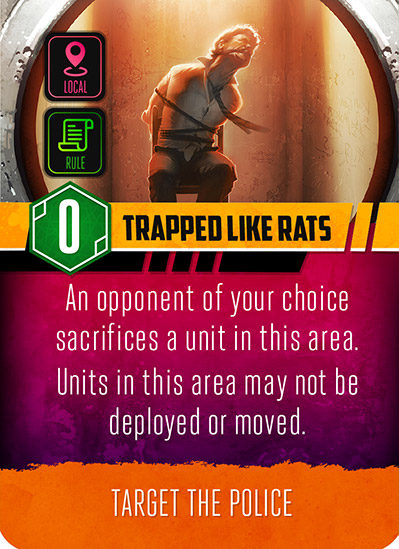 LOCAL
RULE
0
TRAPPED LIKE RATS
An opponent of your choice
sacrifices a unit in this area.
Units in this area may not be
deployed or moved.
TARGET THE POLICE